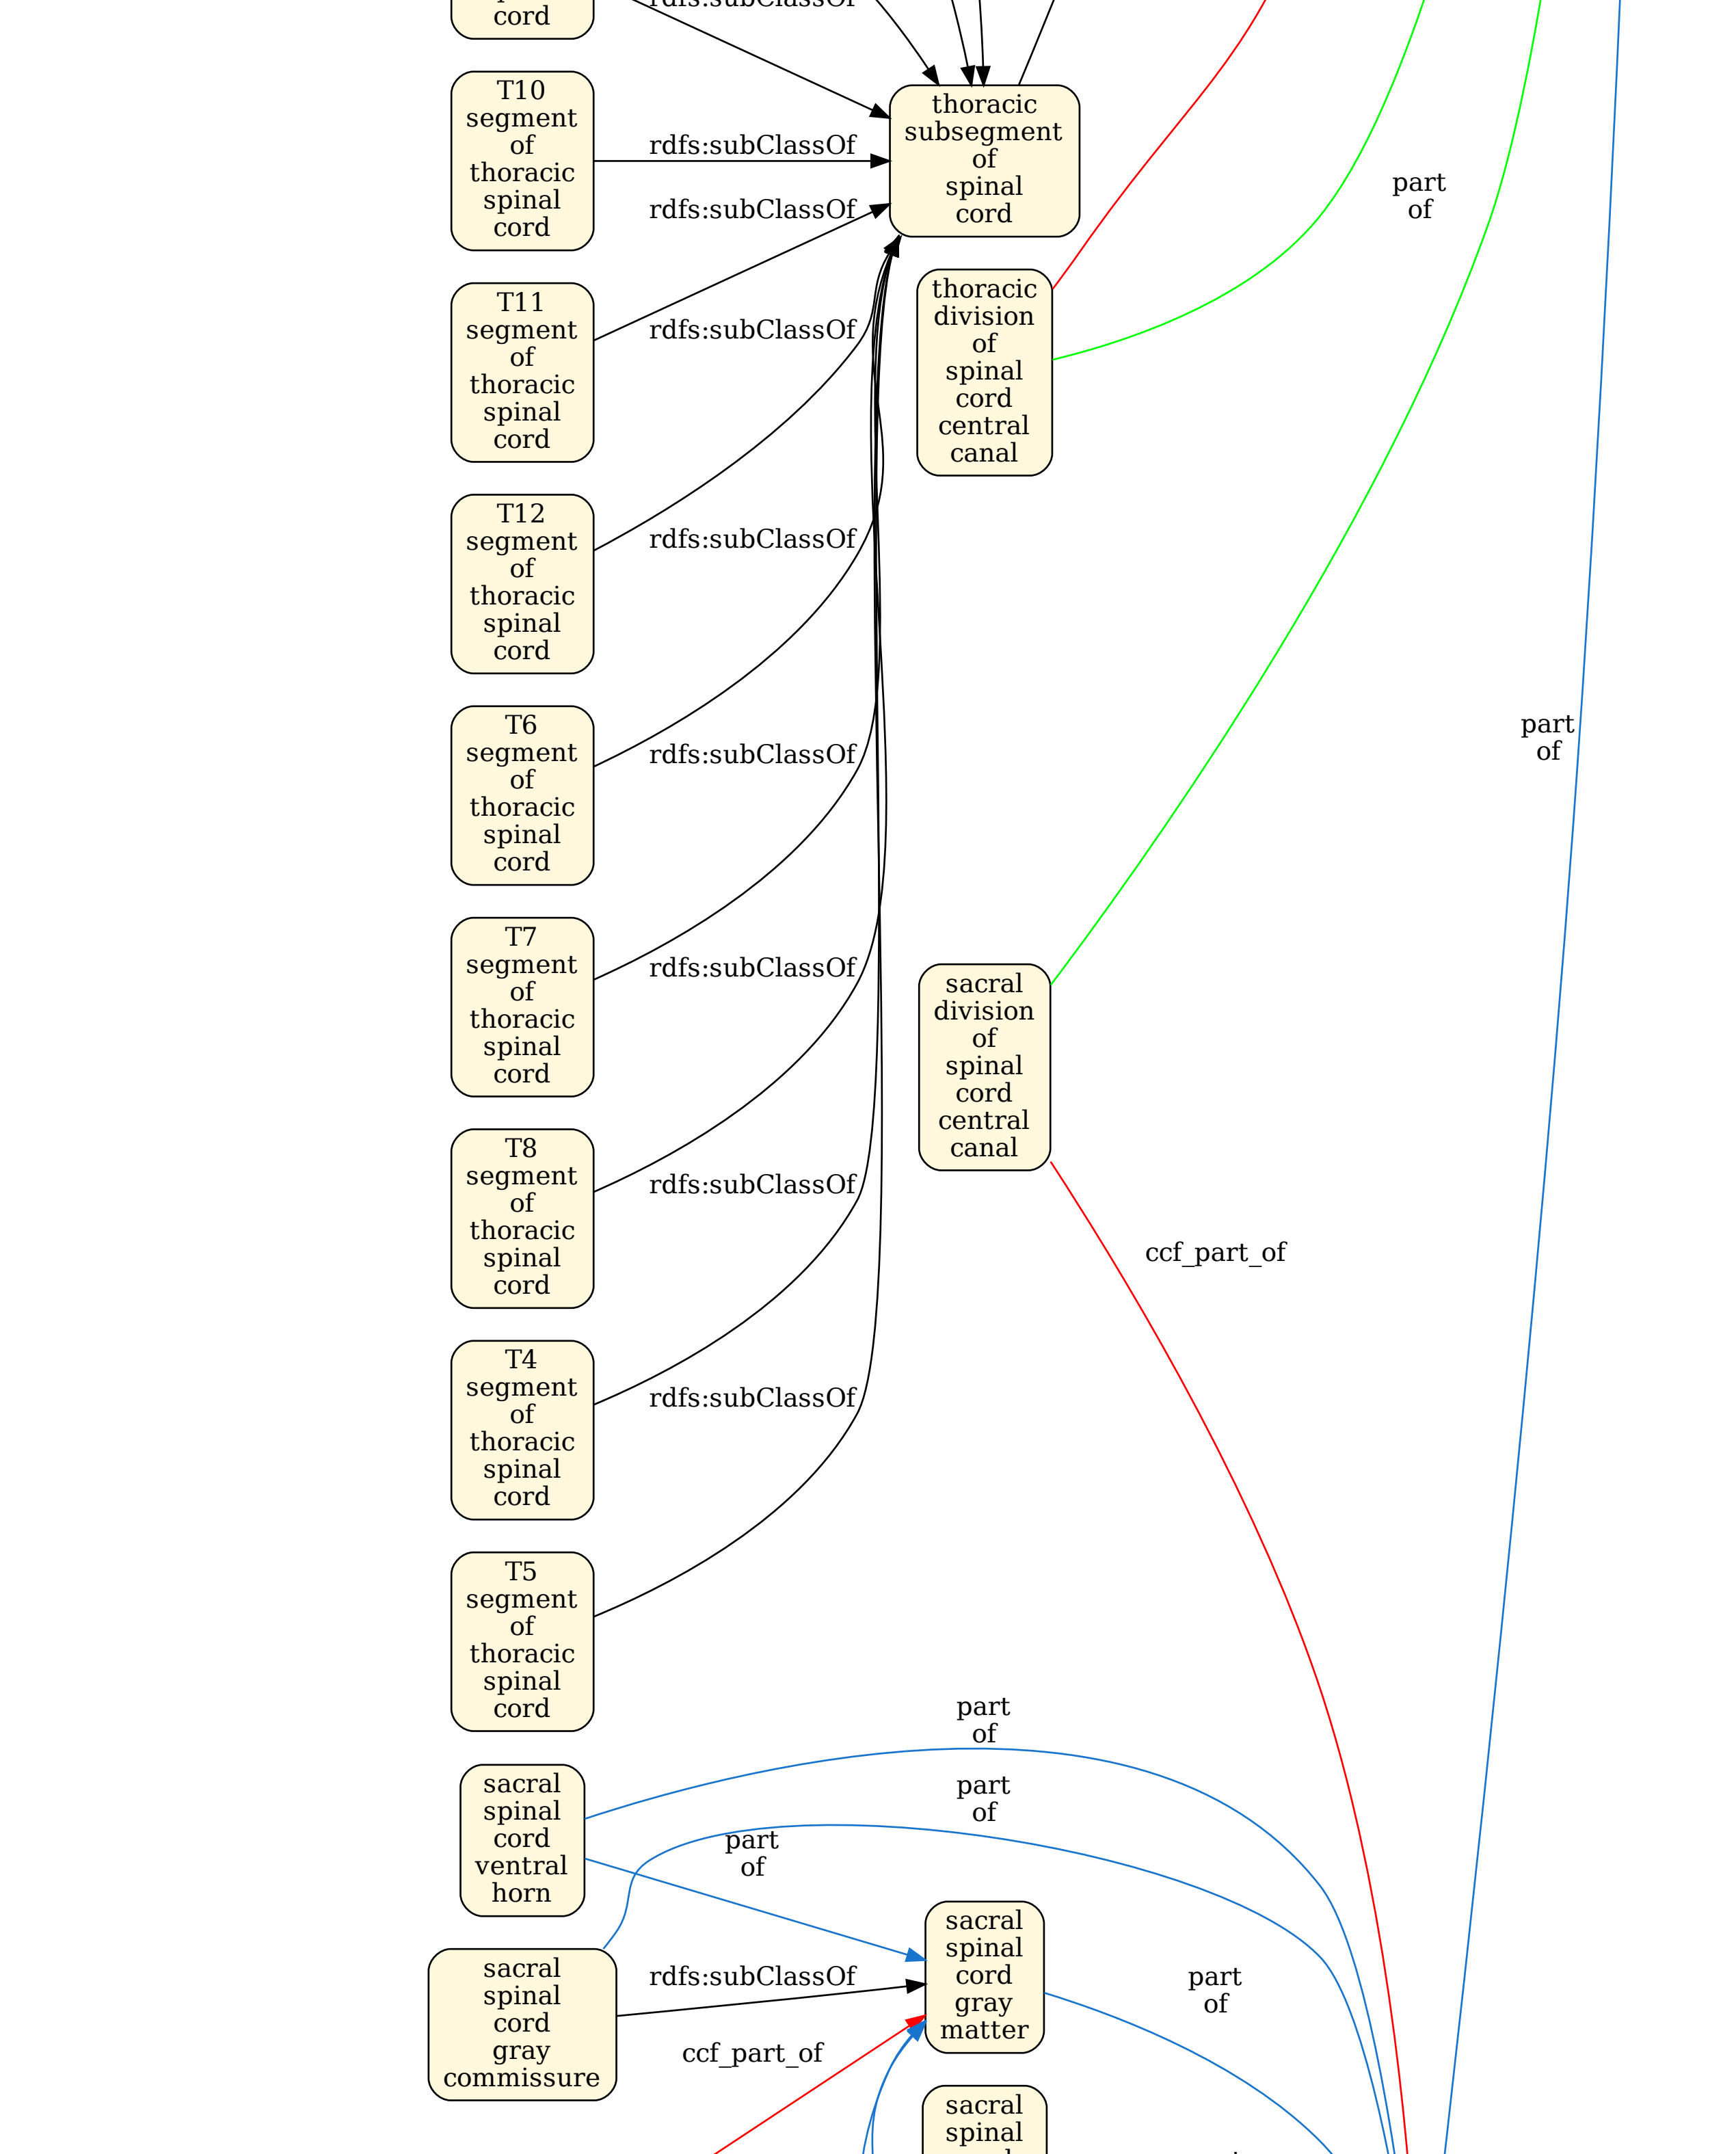 cord
rdfs:subClassOf
T10
segment
of
thoracic
spinal
cord
rdfs:subClassOf
thoracic
subsegment
of
spinal
cord
rdfs:subClassOf
part
of
T11
segment
of
thoracic
spinal
cord
rdfs:subClassOf
thoracic
division
of
spinal
cord
central
canal
T12
segment
of
thoracic
spinal
cord
rdfs:subClassOf
T6
segment
of
thoracic
spinal
cord
rdfs:subClassOf
part
of
T7
segment
of
thoracic
spinal
cord
rdfs:subClassOf
sacral
division
of
spinal
cord
central
canal
T8
segment
of
thoracic
spinal
cord
rdfs:subClassOf
ccf_part_of
T4
segment
of
thoracic
spinal
cord
rdfs:subClassOf
T5
segment
of
thoracic
spinal
cord
part
of
sacral
spinal
cord
ventral
horn
part
of
part
of
sacral
spinal
cord
gray
matter
sacral
spinal
cord
gray
commissure
rdfs:subClassOf
part
of
ccf_part_of
sacral
spinal